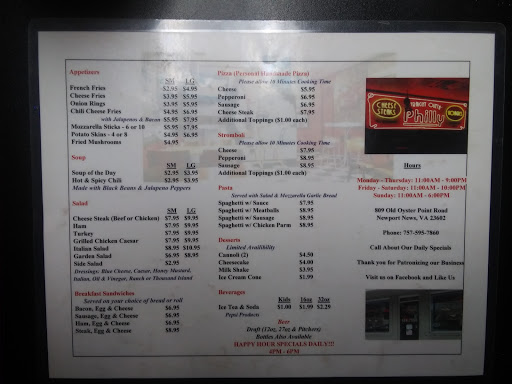 Appetizers
SM LG
French Fries $2.95 $4.95
Cheese Fries $3.95 $5.95
Onion Rings $3.95 $5.95
Chili Cheese Fries $4.95 $6.95
with Jalapenos & Bacon $5.95 $7.95
Mozzarella Sticks - 6 or 10 $5.95 $7.95
Potato Skins - 4 or 8 $5.95 $7.95
Fried Mushrooms $4.95
Soup
SM LG
Soup of the Day $2.95 $3.95
Hot & Spicy Chili $2.95 $3.95
Made with Black Beans & Jalapeno Peppers
Salad
SM LG
Cheese Steak (Beef or Chicken) $7.95 $9.95
Ham $7.95 $9.95
Turkey $7.95 $9.95
Grilled Chicken Caesar $7.95 $9.95
Italian Salad $8.95 $10.95
Garden Salad $6.95 $8.95
Side Salad $2.95
Dressings: Blue Cheese, Caesar, Honey Mustard,
Italian, Oil & Vinegar, Ranch or Thousand Island
Breakfast Sandwiches
Served on your choice of bread or roll
Bacon, Egg & Cheese $6.95
Sausage, Egg & Cheese $6.95
Ham, Egg & Cheese $6.95
Steak, Egg & Cheese $8.95
Pizza (Personal Handmade Pizza)
Please allow 10 Minutes Cooking Time
Cheese $5.95
Pepperoni $6.95
Sausage $6.95
Cheese Steak $7.95
Additional Toppings ($1.00 each)
Stromboli
Please allow 10 Minutes Cooking Time
Cheese $7.95
Pepperoni $8.95
Sausage $8.95
Additional Toppings ($1.00 each)
Pasta
Served with Salad & Mozzarella Garlic Bread
Spaghetti w/ Sauce $7.95
Spaghetti w/ Meatballs $8.95
Spaghetti w/ Sausage $8.95
Spaghetti w/ Chicken Parm $8.95
Desserts
Limited Availibility
Cannoli (2) $4.50
Cheesecake $4.00
Milk Shake $3.95
Ice Cream Cone $1.99
Beverages
Kids 16oz 32oz
Ice Tea & Soda $1.00 $1.99 $2.29
Pepsi Products
Beer
Draft (12oz, 27oz & Pitchers)
Bottles Also Available
HAPPY HOUR SPECIALS DAILY!!!
4PM - 6PM
CHEESE STEAKS
Philly
Hours
Monday - Thursday: 11:00AM - 9:00PM
Friday - Saturday: 11:00AM - 10:00PM
Sunday: 11:00AM - 6:00PM
809 Old Oyster Point Road
Newport News, VA 23602
Phone: 757-595-7860
Call About Our Daily Specials
Thank you for Patronizing our Business
Visit us on Facebook and Like Us